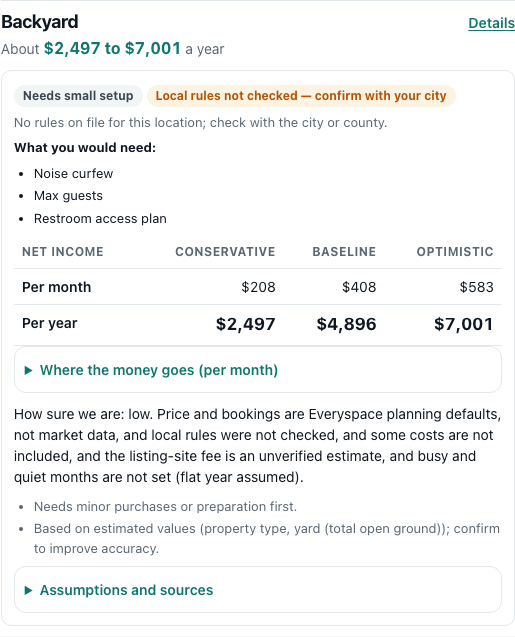 Backyard
Details
About $2,497 to $7,001 a year
Needs small setup
Local rules not checked — confirm with your city
No rules on file for this location; check with the city or county.
What you would need:
• Noise curfew
• Max guests
• Restroom access plan
NET INCOME CONSERVATIVE BASELINE OPTIMISTIC
Per month $208 $408 $583
Per year $2,497 $4,896 $7,001
▶ Where the money goes (per month)
How sure we are: low. Price and bookings are Everyspace planning defaults,
not market data, and local rules were not checked, and some costs are not
included, and the listing-site fee is an unverified estimate, and busy and
quiet months are not set (flat year assumed).
• Needs minor purchases or preparation first.
• Based on estimated values (property type, yard (total open ground)); confirm
to improve accuracy.
▶ Assumptions and sources